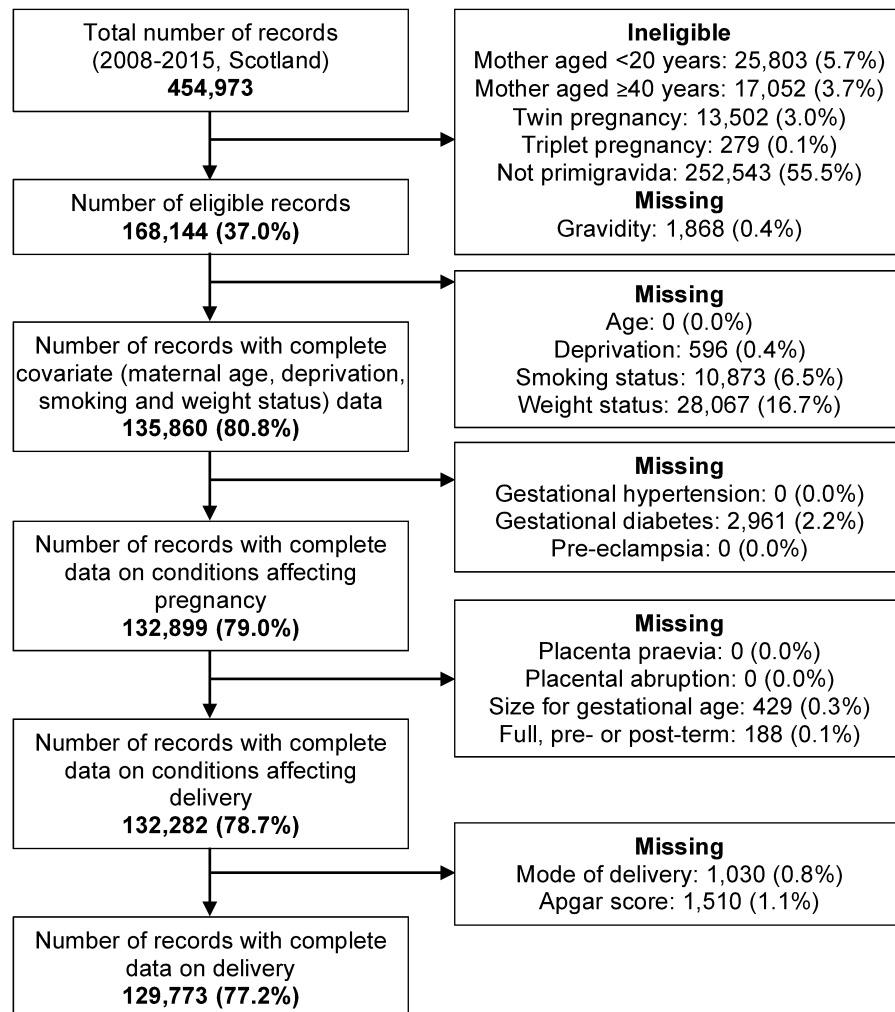 Total number of records
(2008-2015, Scotland)
454,973
Ineligible
Mother aged <20 years: 25,803 (5.7%)
Mother aged ≥40 years: 17,052 (3.7%)
Twin pregnancy: 13,502 (3.0%)
Triplet pregnancy: 279 (0.1%)
Not primigravida: 252,543 (55.5%)
Missing
Gravidity: 1,868 (0.4%)
Number of eligible records
168,144 (37.0%)
Missing
Age: 0 (0.0%)
Deprivation: 596 (0.4%)
Smoking status: 10,873 (6.5%)
Weight status: 28,067 (16.7%)
Number of records with complete
covariate (maternal age, deprivation,
smoking and weight status) data
135,860 (80.8%)
Missing
Gestational hypertension: 0 (0.0%)
Gestational diabetes: 2,961 (2.2%)
Pre-eclampsia: 0 (0.0%)
Number of records with complete
data on conditions affecting
pregnancy
132,899 (79.0%)
Missing
Placenta praevia: 0 (0.0%)
Placental abruption: 0 (0.0%)
Size for gestational age: 429 (0.3%)
Full, pre- or post-term: 188 (0.1%)
Number of records with complete
data on conditions affecting
delivery
132,282 (78.7%)
Missing
Mode of delivery: 1,030 (0.8%)
Apgar score: 1,510 (1.1%)
Number of records with complete
data on delivery
129,773 (77.2%)